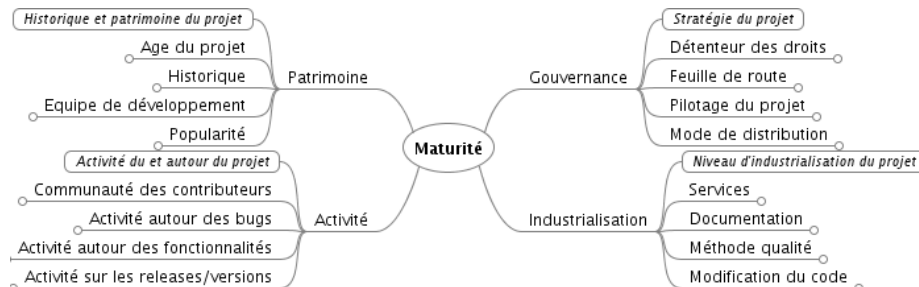 Historique et patrimoine du projet
Age du projet
Historique
Equipe de développement
Popularité
Patrimoine
Activité du et autour du projet
Communauté des contributeurs
Activité autour des bugs
Activité autour des fonctionnalités
Activité sur les releases/versions
Activité
Maturité
Stratégie du projet
Détenteur des droits
Feuille de route
Pilotage du projet
Mode de distribution
Gouvernance
Niveau d'industrialisation du projet
Services
Documentation
Méthode qualité
Modification du code
Industrialisation